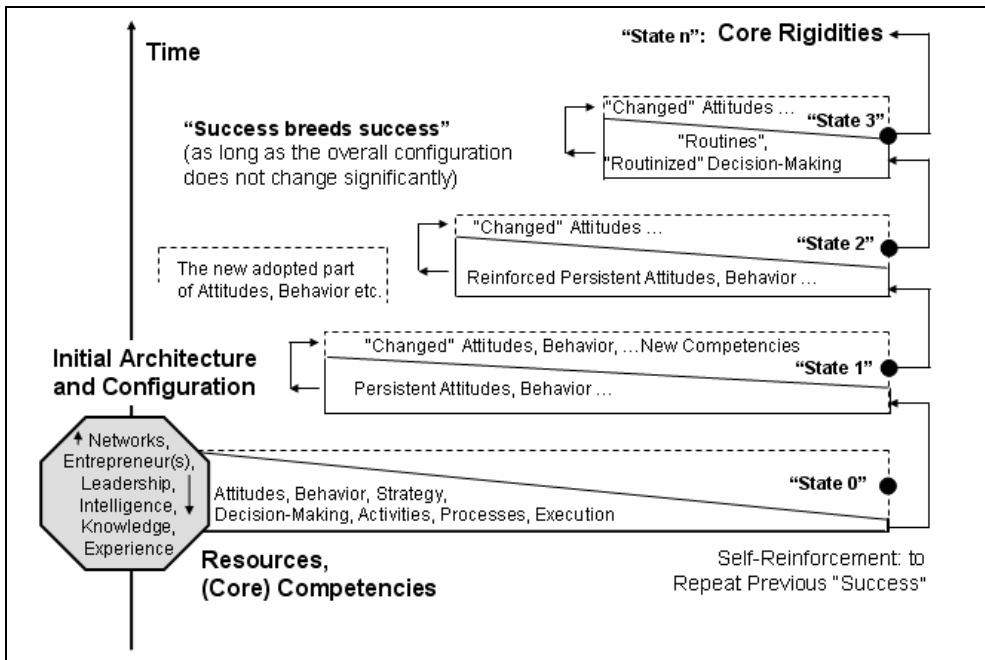 "State n": Core Rigidities
Time
"Changed" Attitudes ...
"State 3"
"Success breeds success"
(as long as the overall configuration
does not change significantly)
"Routines",
"Routinized" Decision-Making
"Changed" Attitudes ...
"State 2"
The new adopted part
of Attitudes, Behavior etc.
Reinforced Persistent Attitudes, Behavior ...
Initial Architecture
and Configuration
"Changed" Attitudes, Behavior, ...New Competencies
"State 1"
Persistent Attitudes, Behavior ...
Networks,
Entrepreneur(s),
Leadership,
Intelligence,
Knowledge,
Experience
"State 0"
Attitudes, Behavior, Strategy,
Decision-Making, Activities, Processes, Execution
Resources,
(Core) Competencies
Self-Reinforcement: to
Repeat Previous "Success"